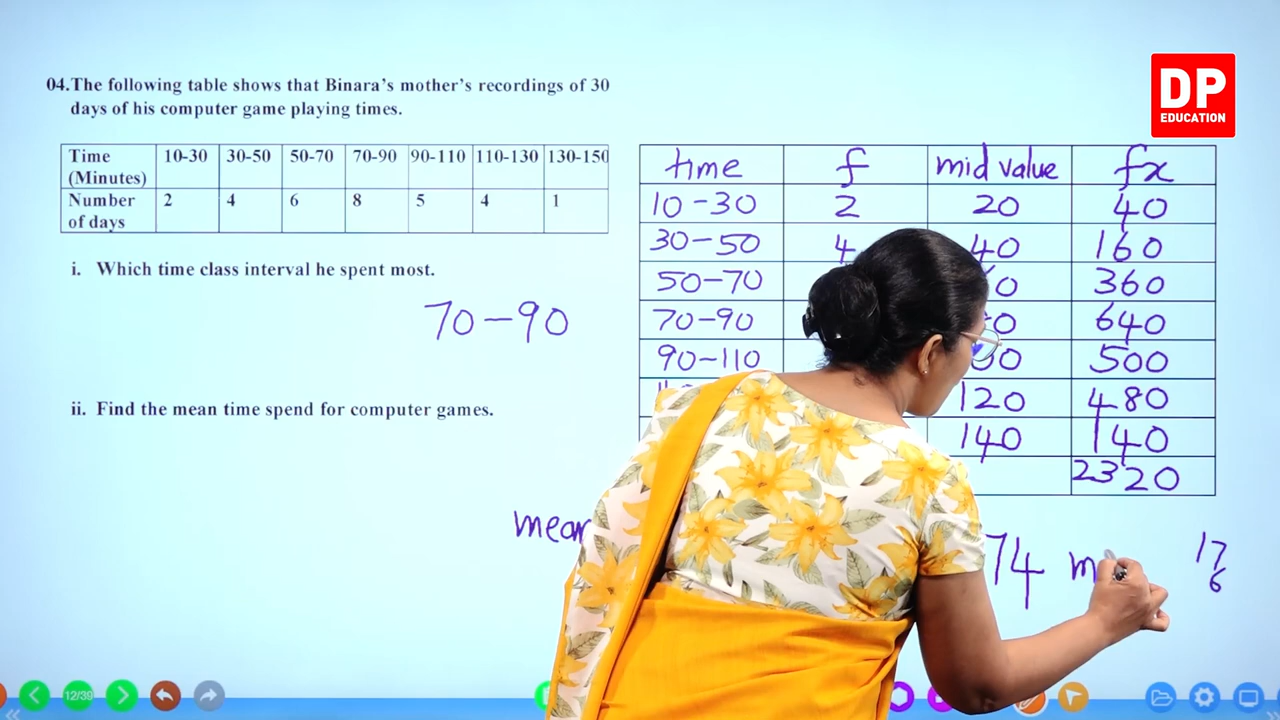 04.The following table shows that Binara's mother's recordings of 30
days of his computer game playing times.
Time (Minutes) 10-30 30-50 50-70 70-90 90-110 110-130 130-150
Number of days 2 4 6 8 5 4 1
i. Which time class interval he spent most.
70-90
ii. Find the mean time spend for computer games.
DP
EDUCATION
time f mid value fx
10-30 2 20 40
30-50 4 40 160
50-70 360
70-90 640
90-110 500
120 480
140 140
2320
74
17
6
12/39